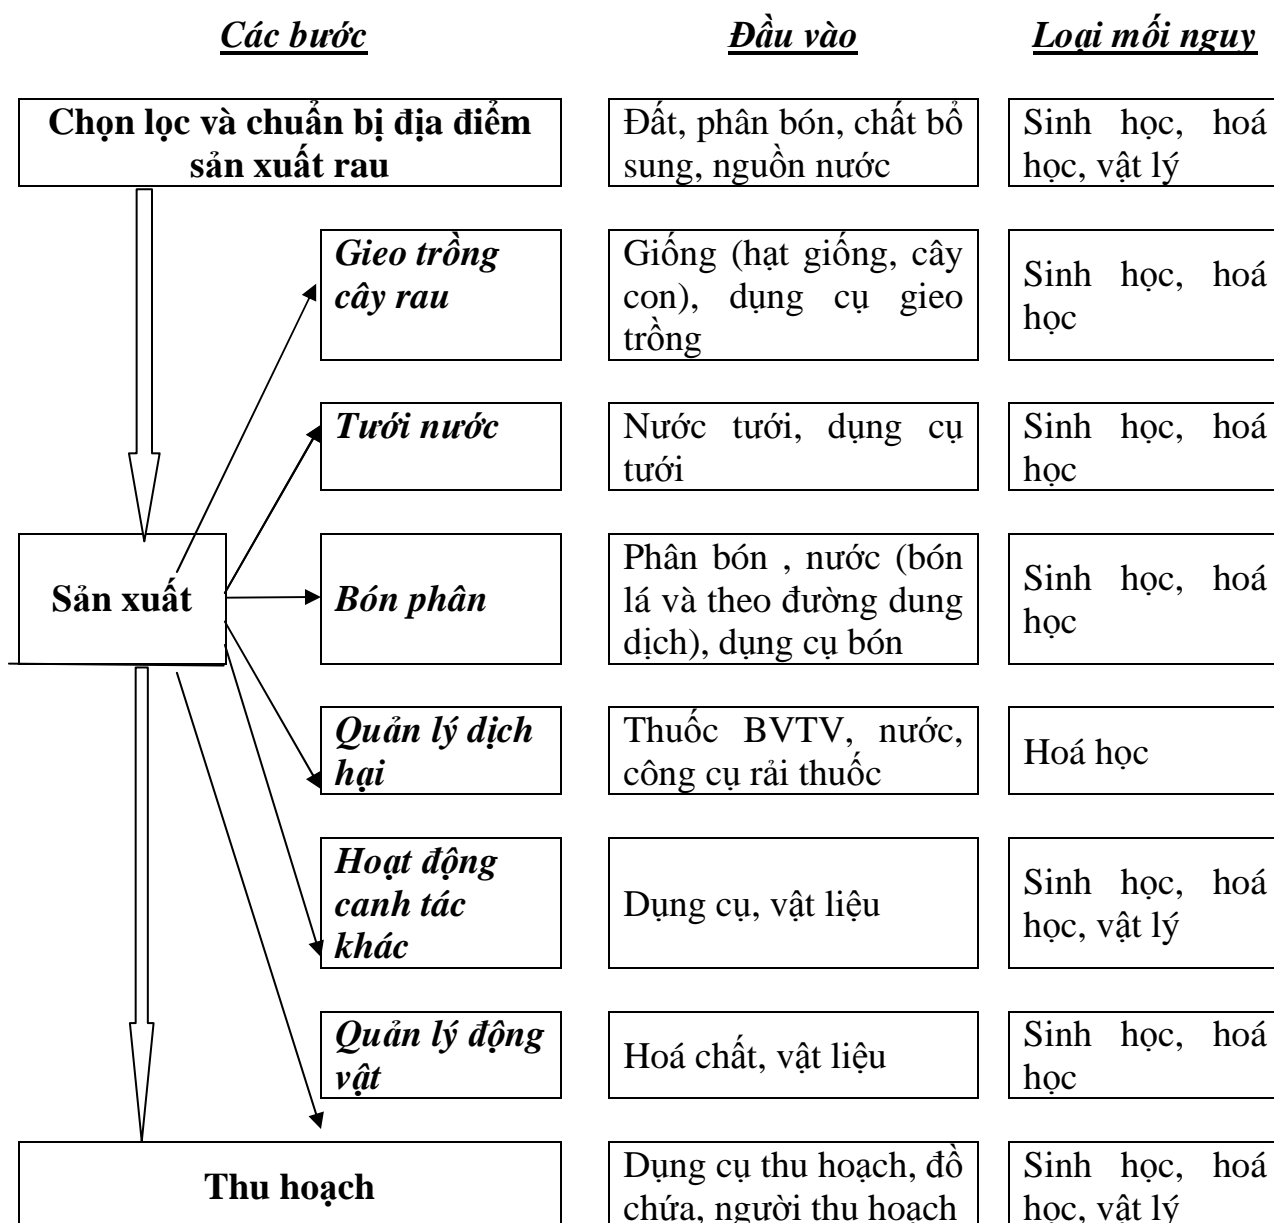 Các bước
Đầu vào
Loại mối nguy
Chọn lọc và chuẩn bị địa điểm
sản xuất rau
Đất, phân bón, chất bổ
sung, nguồn nước
Sinh học, hoá
học, vật lý
Gieo trồng
cây rau
Giống (hạt giống, cây
con), dụng cụ gieo
trồng
Sinh học, hoá
học
Tưới nước
Nước tưới, dụng cụ
tưới
Sinh học, hoá
học
Sản xuất
Bón phân
Phân bón , nước (bón
lá và theo đường dung
dịch), dụng cụ bón
Sinh học, hoá
học
Quản lý dịch
hại
Thuốc BVTV, nước,
công cụ rải thuốc
Hoá học
Hoạt động
canh tác
khác
Dụng cụ, vật liệu
Sinh học, hoá
học, vật lý
Quản lý động
vật
Hoá chất, vật liệu
Sinh học, hoá
học
Thu hoạch
Dụng cụ thu hoạch, đồ
chứa, người thu hoạch
Sinh học, hoá
học, vật lý